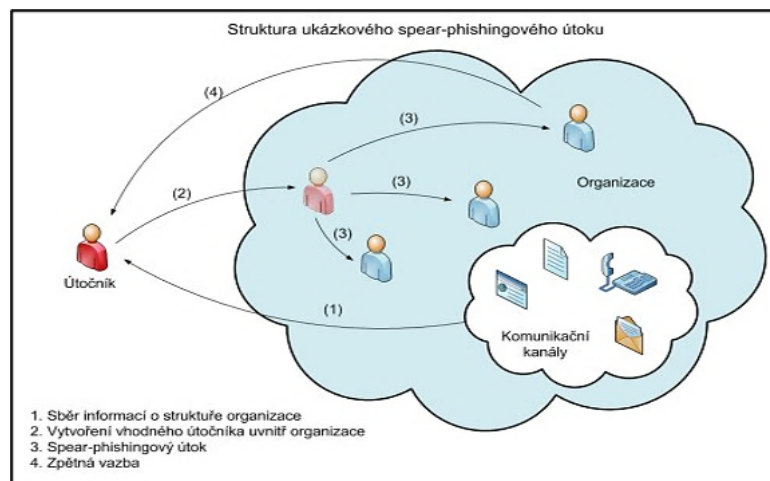 Struktura ukázkového spear-phishingového útoku
(4)
(3)
Organizace
(2)
(3)
(3)
Útočník
(1)
Komunikační
kanály
1. Sběr informací o struktuře organizace
2. Vytvoření vhodného útočníka uvnitř organizace
3. Spear-phishingový útok
4. Zpětná vazba